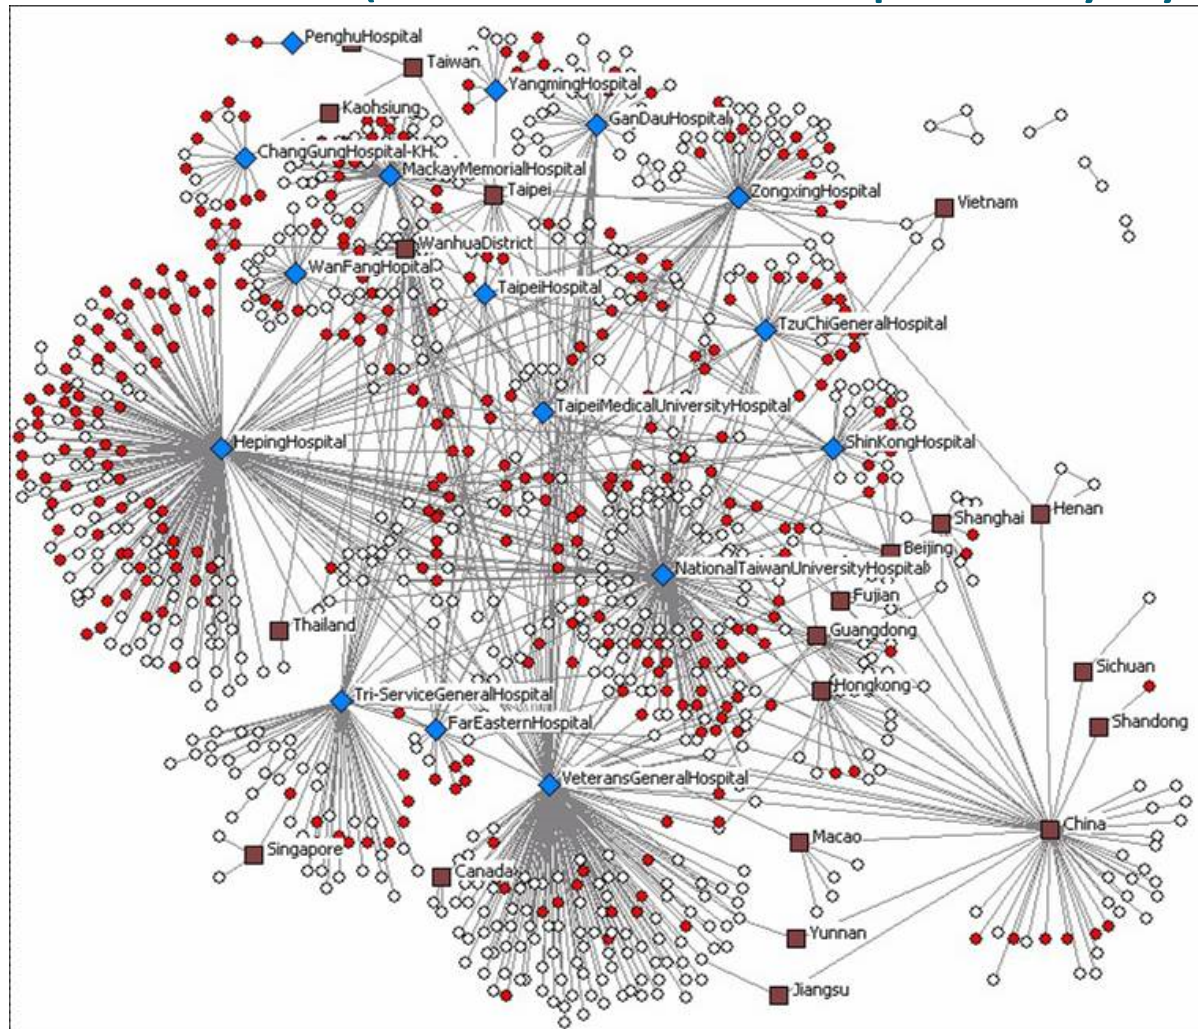 PenghuHospital
Taiwan
YangmingHospital
Kaohsiung
GanDauHospital
ChangGungHospital-KH
MackayMemorialHospital
Taipei
ZongxingHospital
Vietnam
WanhuaDistrict
WanFangHopital
TaipeiHospital
TzuChiGeneralHospital
TaipeiMedicalUniversityHospital
HepingHospital
ShinKongHospital
Shanghai
Henan
Beijing
NationalTaiwanUniversityHospital
Fujian
Thailand
Guangdong
Sichuan
Hongkong
Tri-ServiceGeneralHospital
FarEasternHospital
Shandong
VeteransGeneralHospital
China
Macao
Singapore
Canada
Yunnan
Jiangsu